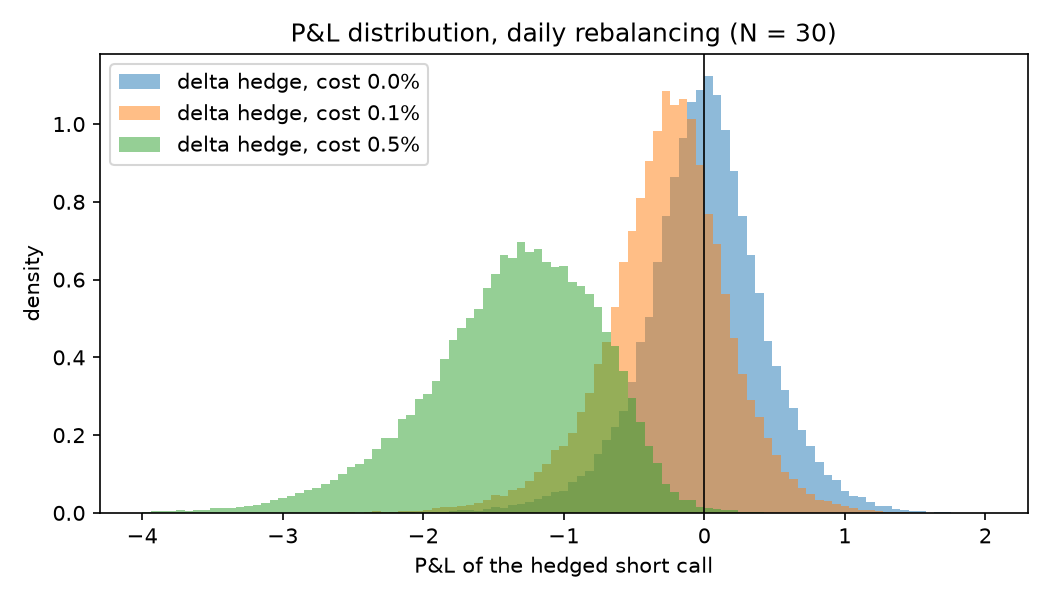 P&L distribution, daily rebalancing (N = 30)
delta hedge, cost 0.0%
delta hedge, cost 0.1%
delta hedge, cost 0.5%
density
1.0
0.8
0.6
0.4
0.2
0.0
−4 −3 −2 −1 0 1 2
P&L of the hedged short call